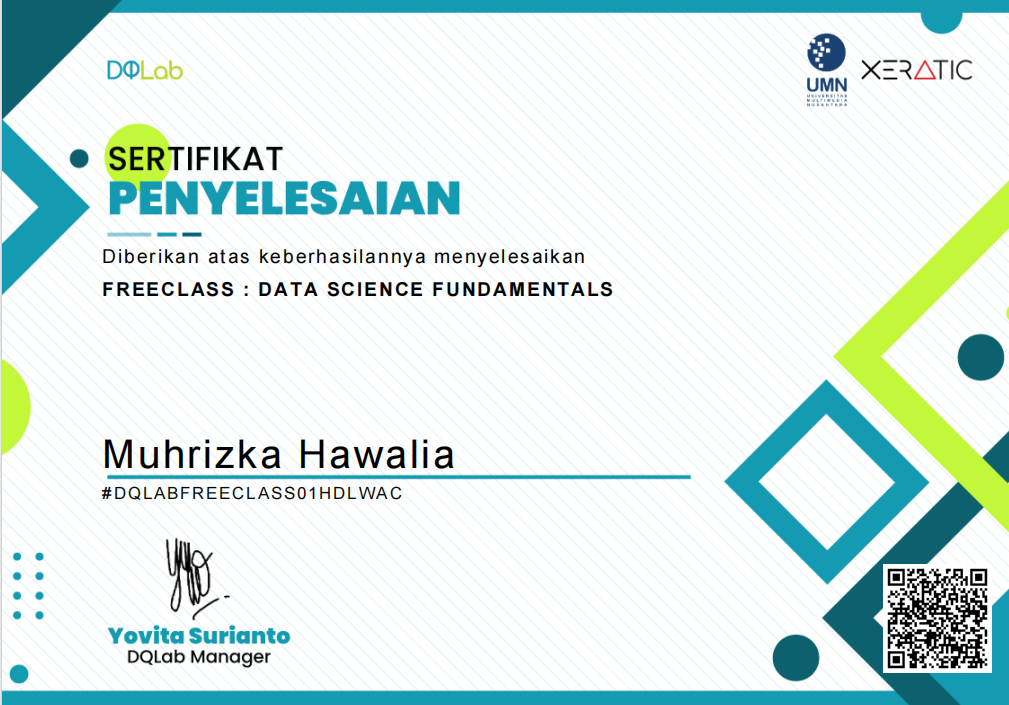 DQLab
UMN
UNIVERSITAS
MULTIMEDIA
NUSANTARA
XERATIC
SERTIFIKAT
PENYELESAIAN
Diberikan atas keberhasilannya menyelesaikan
FREECLASS : DATA SCIENCE FUNDAMENTALS
Muhrizka Hawalia
#DQLABFREECLASS01HDLWAC
Yovita Surianto
DQLab Manager